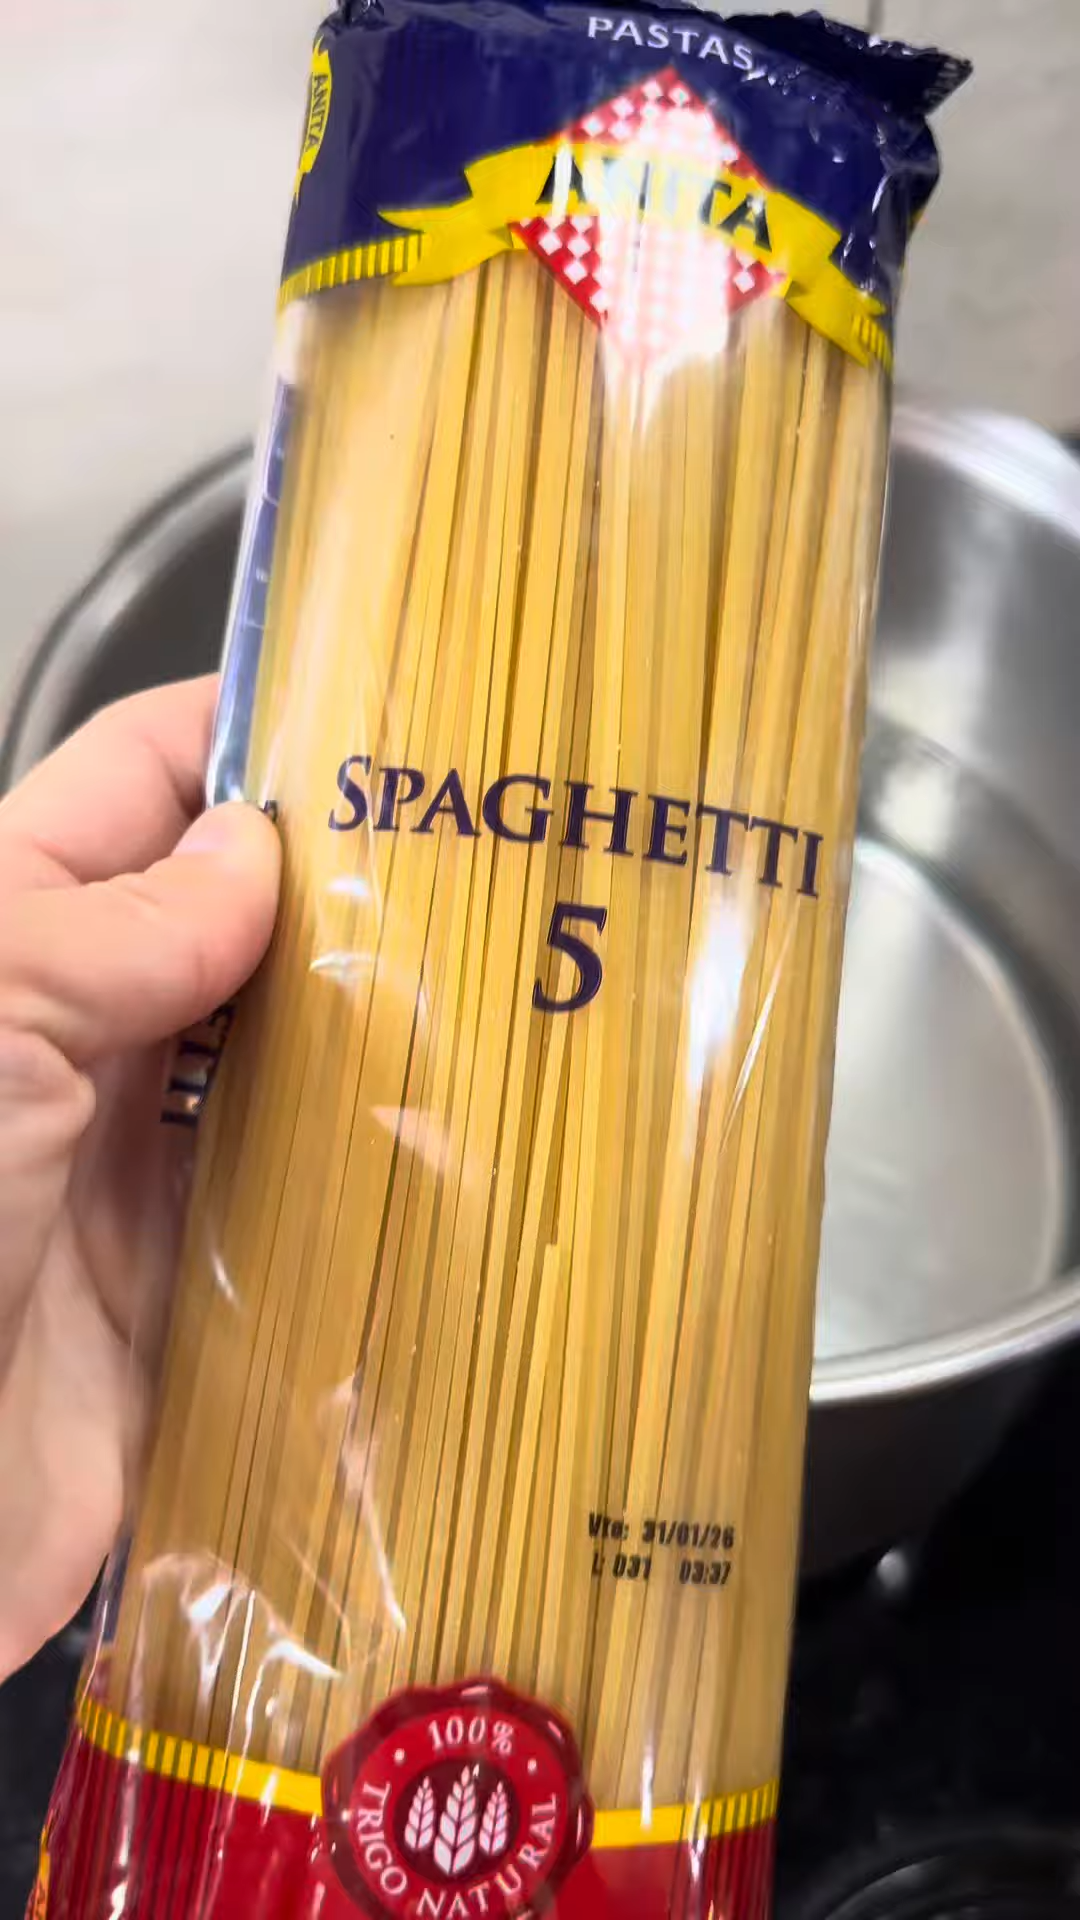 PASTAS
ANITA
ANITA
SPAGHETTI
5
Vto: 31/01/26
L: 031 03:37
100%
TRIGO NATURAL